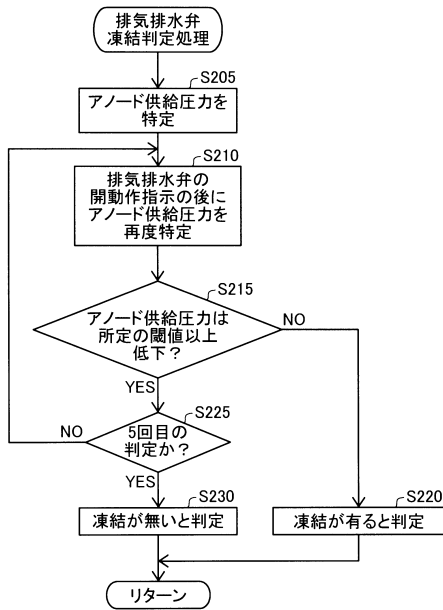 排気排水弁
凍結判定処理
S205
アノード供給圧力を
特定
S210
排気排水弁の
開動作指示の後に
アノード供給圧力を
再度特定
S215
アノード供給圧力は
所定の閾値以上
低下？
NO
YES
S225
5回目の
判定か？
NO
YES
S230
凍結が無いと判定
S220
凍結が有ると判定
リターン